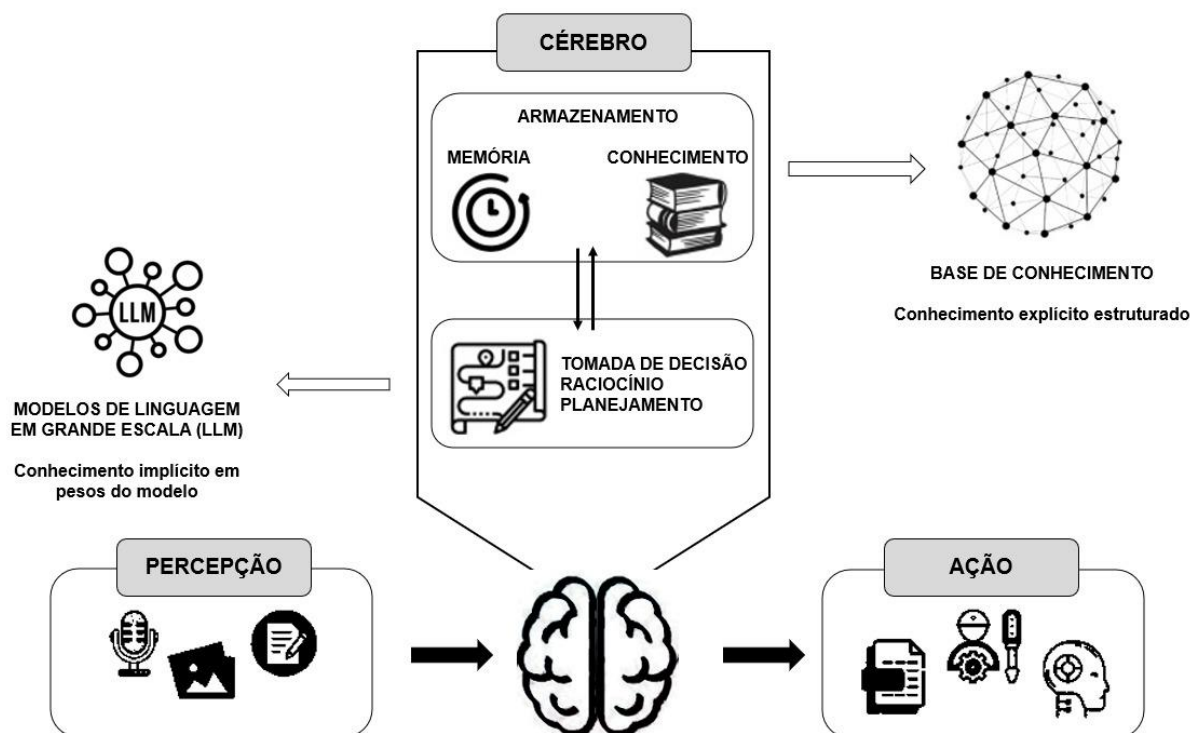 CÉREBRO
ARMAZENAMENTO
MEMÓRIA
CONHECIMENTO
BASE DE CONHECIMENTO
Conhecimento explícito estruturado
LLM
MODELOS DE LINGUAGEM
EM GRANDE ESCALA (LLM)
Conhecimento implícito em
pesos do modelo
TOMADA DE DECISÃO
RACIOCÍNIO
PLANEJAMENTO
PERCEPÇÃO
AÇÃO